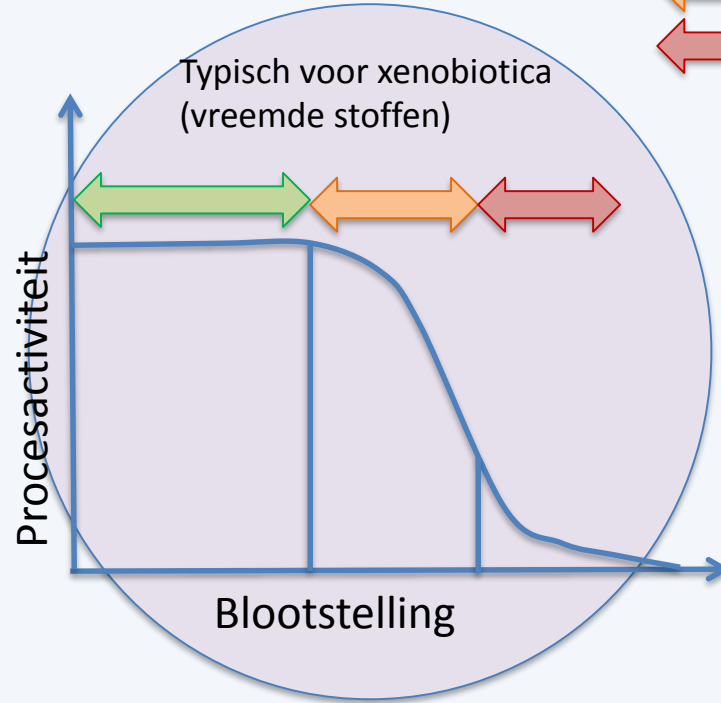 Typisch voor xenobiotica
(vreemde stoffen)
Procesactiviteit
Blootstelling